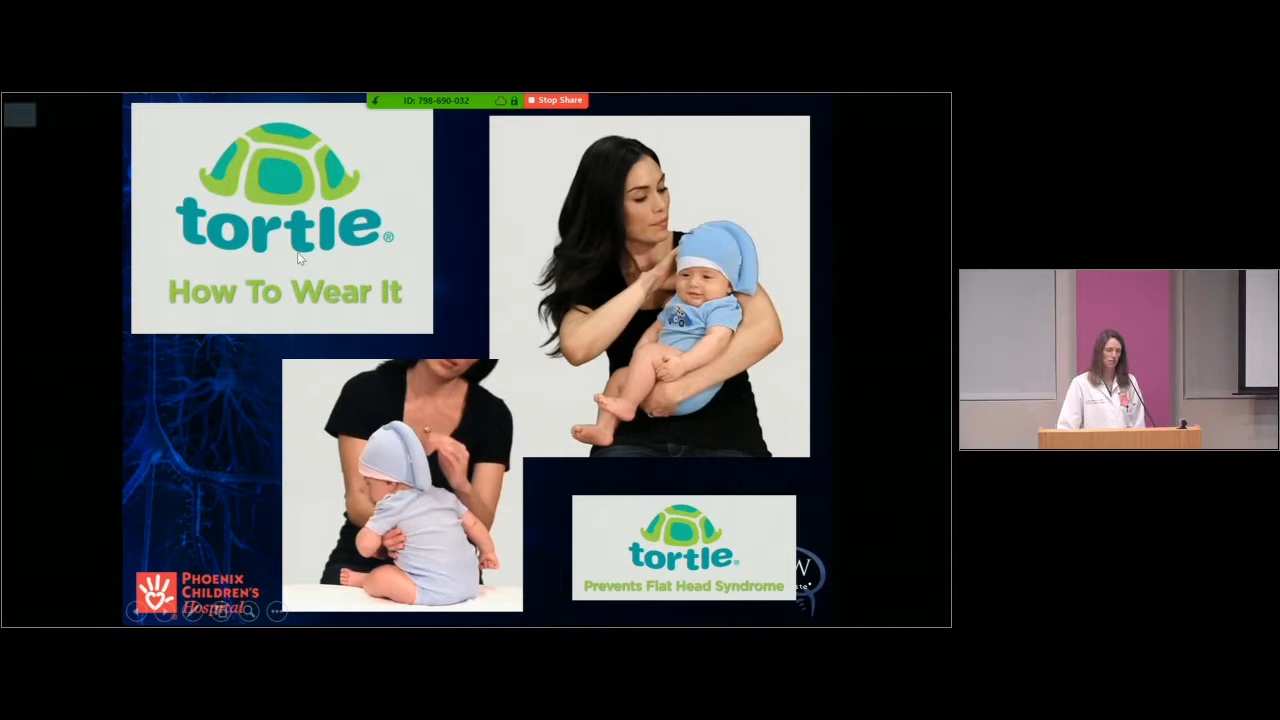 ID: 798-690-032
Stop Share
tortle®
How To Wear It
tortle®
Prevents Flat Head Syndrome
PHOENIX
CHILDREN'S
Hospital
W